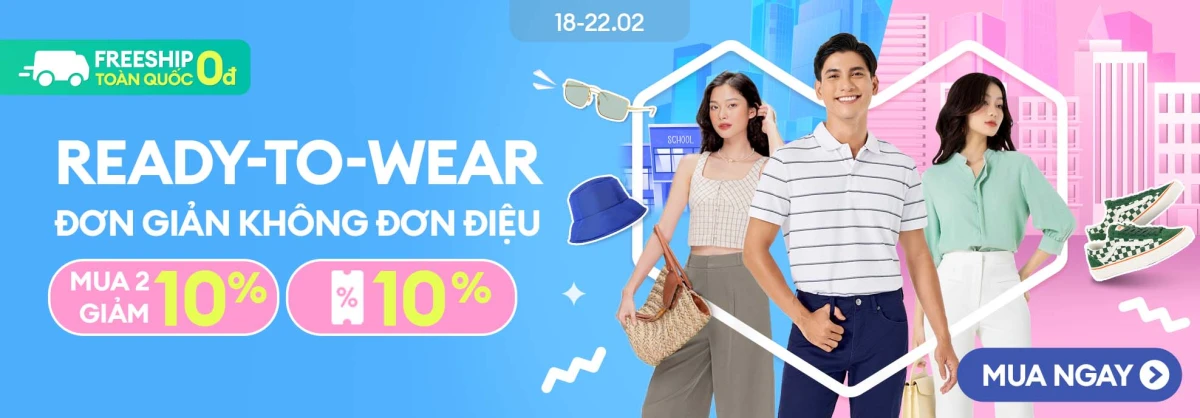 18-22.02
FREESHIP
TOÀN QUỐC 0đ
READY-TO-WEAR
ĐƠN GIẢN KHÔNG ĐƠN ĐIỆU
MUA 2
GIẢM 10%
% 10%
SCHOOL
MUA NGAY